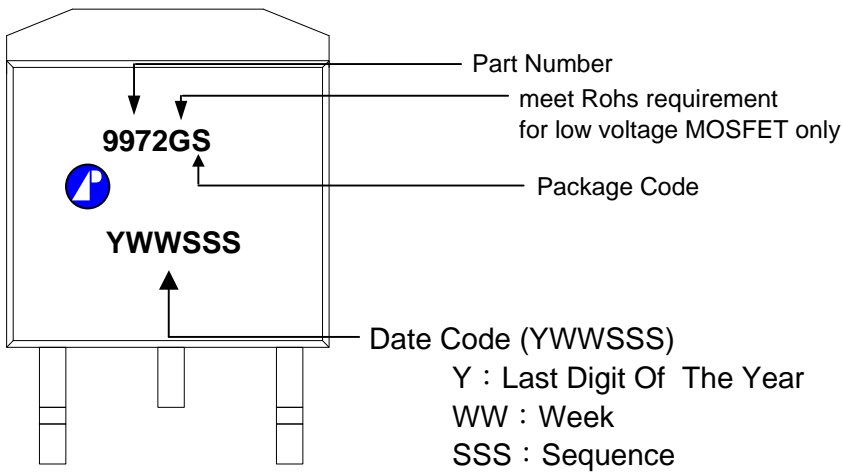 Part Number
meet Rohs requirement
for low voltage MOSFET only
9972GS
Package Code
YWWSSS
Date Code (YWWSSS)
Y：Last Digit Of The Year
WW：Week
SSS：Sequence